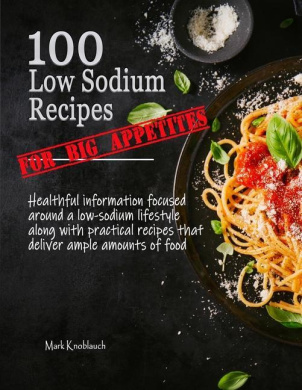 100
Low Sodium
Recipes
FOR BIG APPETITES
Healthful information focused
around a low-sodium lifestyle
along with practical recipes that
deliver ample amounts of food
Mark Knoblauch